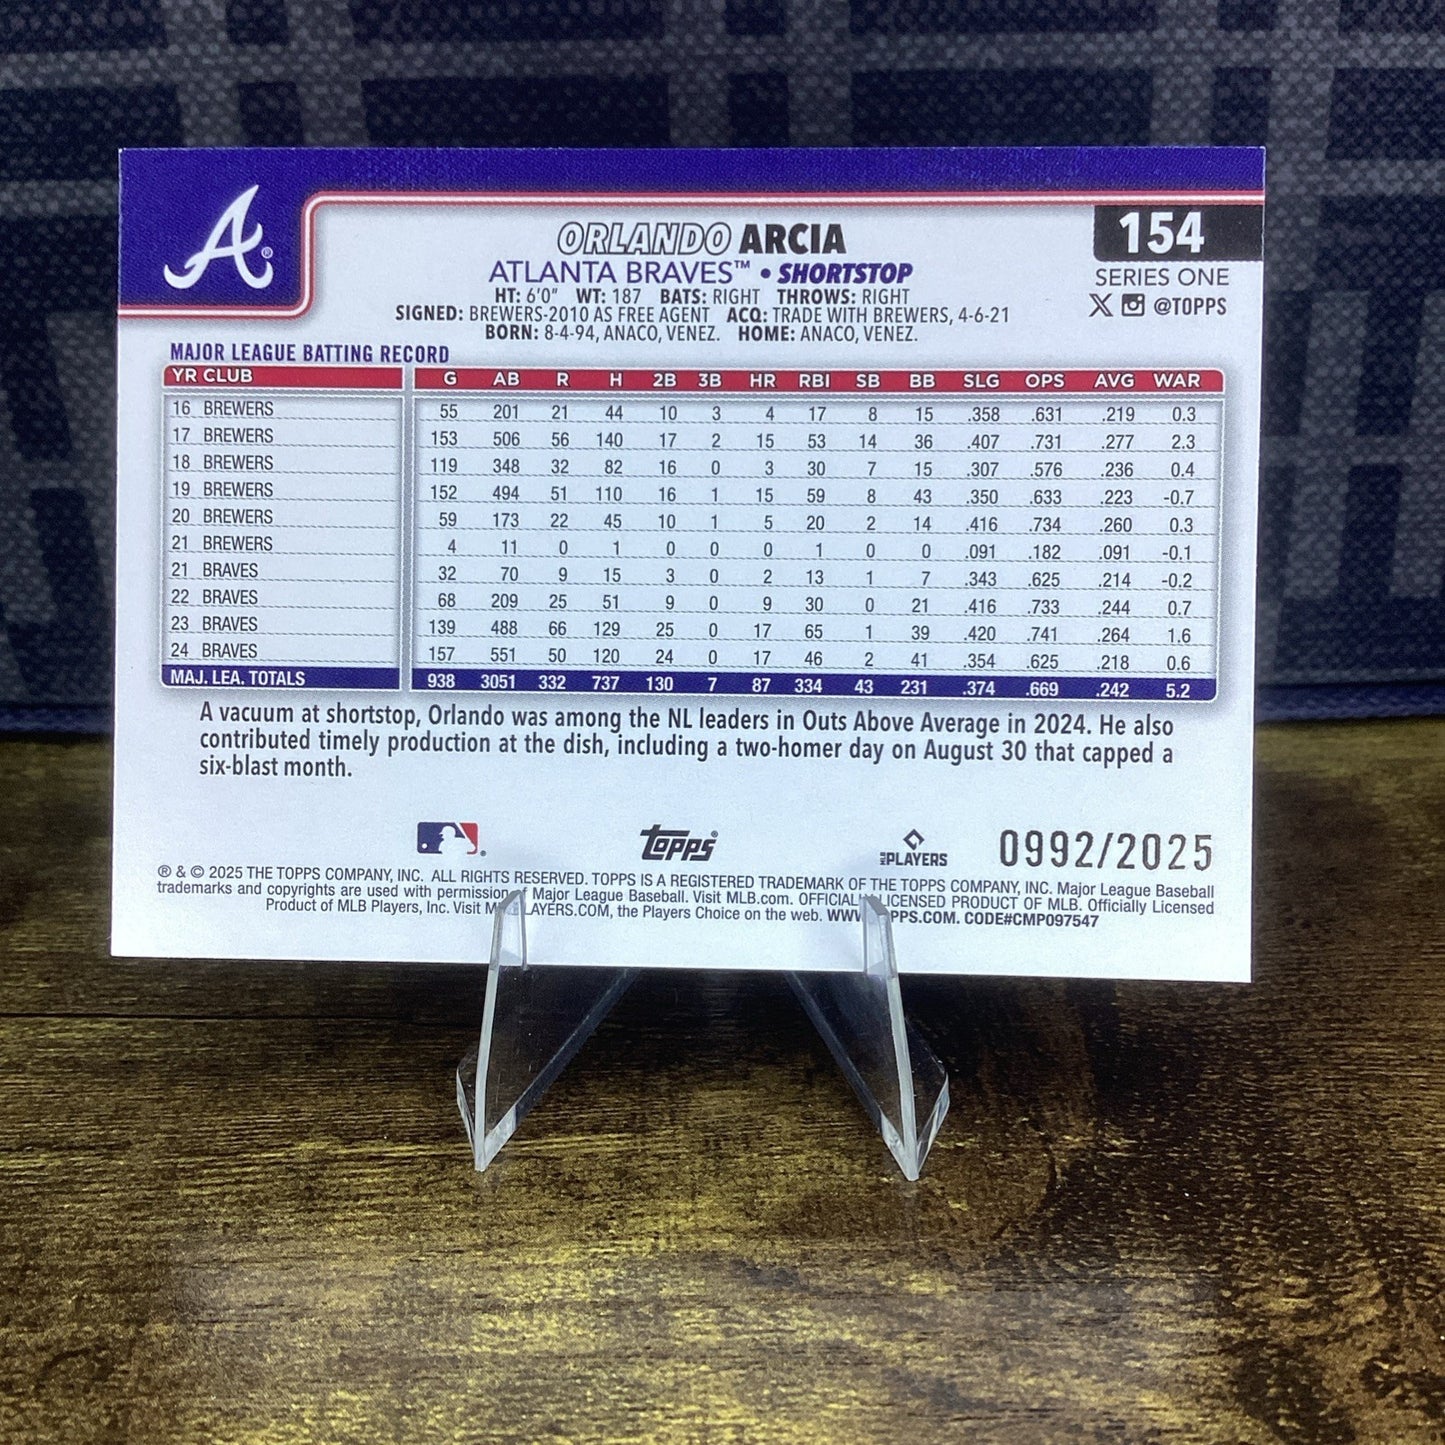 A®
ORLANDO ARCIA
154
ATLANTA BRAVES™ • SHORTSTOP
SERIES ONE
HT: 6'0" WT: 187 BATS: RIGHT THROWS: RIGHT
@TOPPS
SIGNED: BREWERS-2010 AS FREE AGENT ACQ: TRADE WITH BREWERS, 4-6-21
BORN: 8-4-94, ANACO, VENEZ. HOME: ANACO, VENEZ.
MAJOR LEAGUE BATTING RECORD
YR CLUB G AB R H 2B 3B HR RBI SB BB SLG OPS AVG WAR
16 BREWERS 55 201 21 44 10 3 4 17 8 15 .358 .631 .219 0.3
17 BREWERS 153 506 56 140 17 2 15 53 14 36 .407 .731 .277 2.3
18 BREWERS 119 348 32 82 16 0 3 30 7 15 .307 .576 .236 0.4
19 BREWERS 152 494 51 110 16 1 15 59 8 43 .350 .633 .223 -0.7
20 BREWERS 59 173 22 45 10 1 5 20 2 14 .416 .734 .260 0.3
21 BREWERS 4 11 0 1 0 0 0 1 0 0 .091 .182 .091 -0.1
21 BRAVES 32 70 9 15 3 0 2 13 1 7 .343 .625 .214 -0.2
22 BRAVES 68 209 25 51 9 0 9 30 0 21 .416 .733 .244 0.7
23 BRAVES 139 488 66 129 25 0 17 65 1 39 .420 .741 .264 1.6
24 BRAVES 157 551 50 120 24 0 17 46 2 41 .354 .625 .218 0.6
MAJ. LEA. TOTALS 938 3051 332 737 130 7 87 334 43 231 .374 .669 .242 5.2
A vacuum at shortstop, Orlando was among the NL leaders in Outs Above Average in 2024. He also
contributed timely production at the dish, including a two-homer day on August 30 that capped a
six-blast month.
Topps®
MLB PLAYERS
0992/2025
® & © 2025 THE TOPPS COMPANY, INC. ALL RIGHTS RESERVED. TOPPS IS A REGISTERED TRADEMARK OF THE TOPPS COMPANY, INC. Major League Baseball
trademarks and copyrights are used with permission of Major League Baseball. Visit MLB.com. OFFICIALLY LICENSED PRODUCT OF MLB. Officially Licensed
Product of MLB Players, Inc. Visit MLBPLAYERS.COM, the Players Choice on the web. WWW.TOPPS.COM. CODE#CMP097547